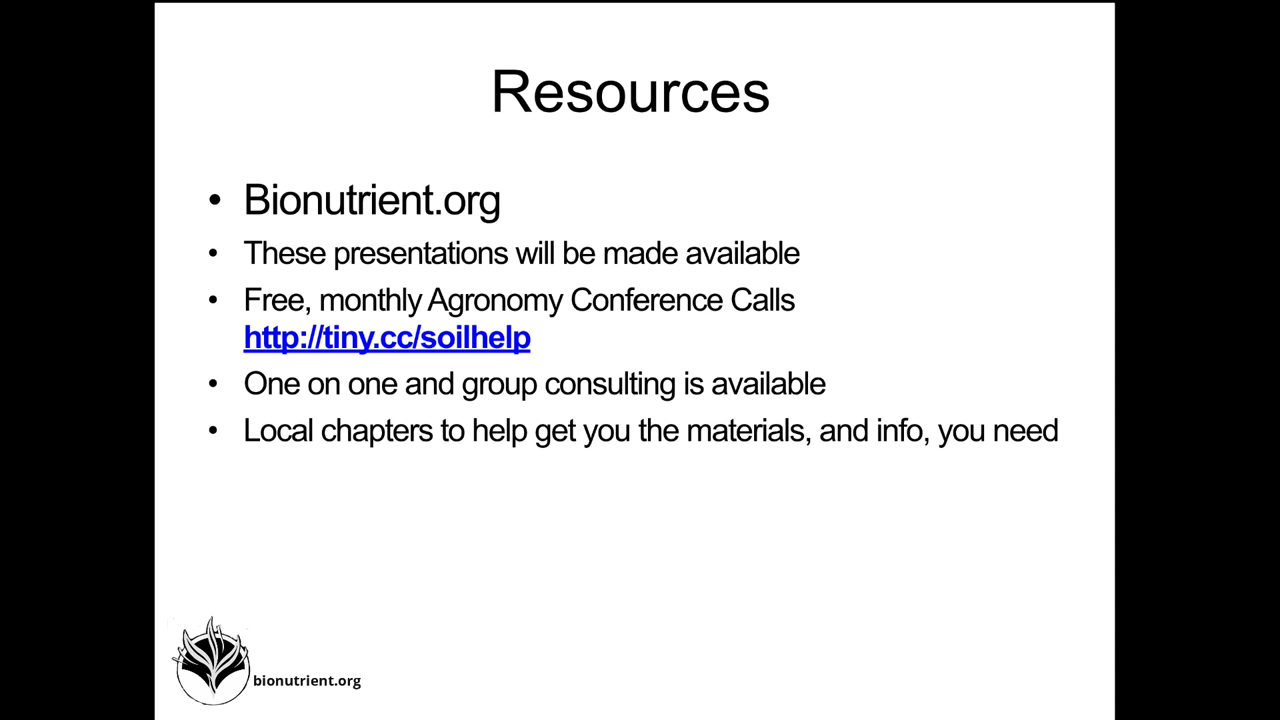 Resources
• Bionutrient.org
• These presentations will be made available
• Free, monthly Agronomy Conference Calls
http://tiny.cc/soilhelp
• One on one and group consulting is available
• Local chapters to help get you the materials, and info, you need
bionutrient.org